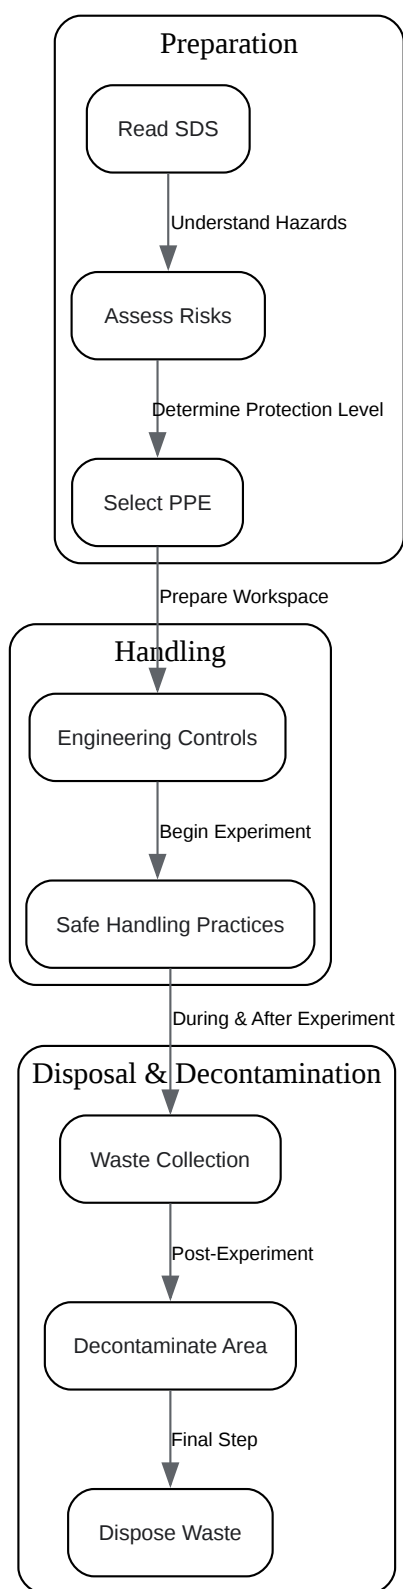 Preparation
Read SDS
Understand Hazards
Assess Risks
Determine Protection Level
Select PPE
Prepare Workspace
Handling
Engineering Controls
Begin Experiment
Safe Handling Practices
During & After Experiment
Disposal & Decontamination
Waste Collection
Post-Experiment
Decontaminate Area
Final Step
Dispose Waste